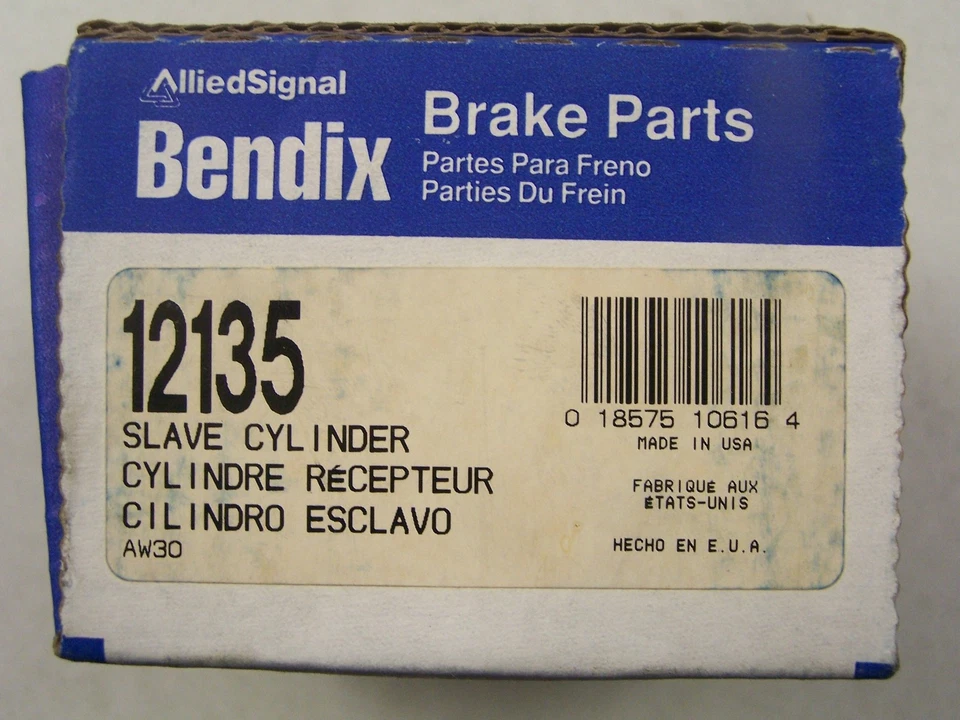 AlliedSignal
Bendix
Brake Parts
Partes Para Freno
Parties Du Frein
12135
SLAVE CYLINDER
CYLINDRE RÉCEPTEUR
CILINDRO ESCLAVO
AW30
0 18575 10616 4
MADE IN USA
FABRIQUÉ AUX
ÉTATS-UNIS
HECHO EN E.U.A.